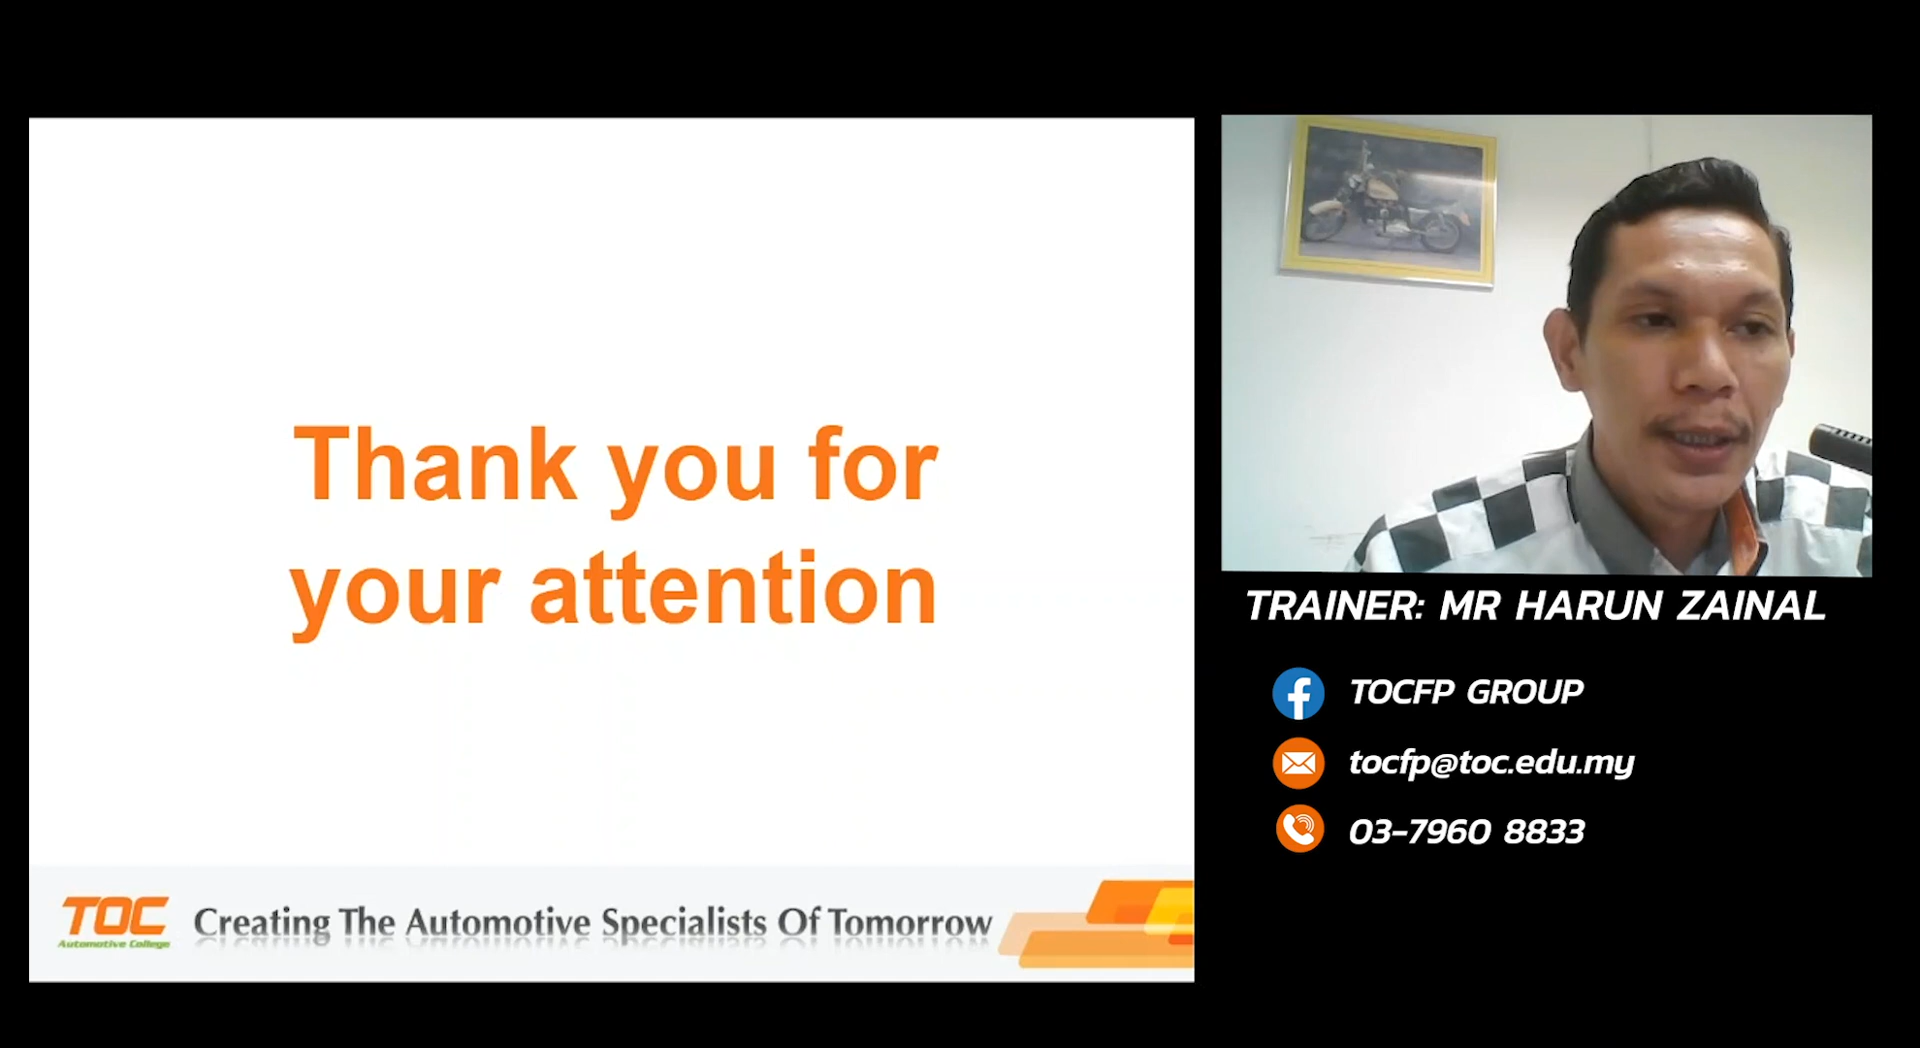 Thank you for
your attention
TOC
Automotive College
Creating The Automotive Specialists Of Tomorrow
TRAINER: MR HARUN ZAINAL
TOCFP GROUP
tocfp@toc.edu.my
03-7960 8833